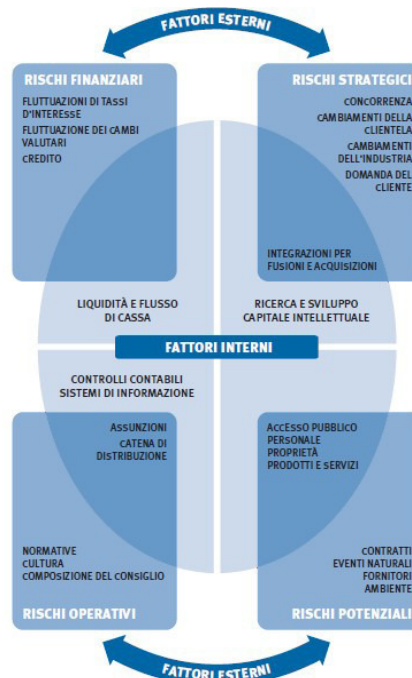 FATTORI ESTERNI
RISCHI FINANZIARI
FLUTTUAZIONI DI TASSI
D'INTERESSE
FLUTTUAZIONE DEI CAMBI
VALUTARI
CREDITO
RISCHI STRATEGICI
CONCORRENZA
CAMBIAMENTI DELLA
CLIENTELA
CAMBIAMENTI
DELL'INDUSTRIA
DOMANDA DEL
CLIENTE
INTEGRAZIONI PER
FUSIONI E ACQUISIZIONI
LIQUIDITÀ E FLUSSO
DI CASSA
RICERCA E SVILUPPO
CAPITALE INTELLETTUALE
FATTORI INTERNI
CONTROLLI CONTABILI
SISTEMI DI INFORMAZIONE
ASSUNZIONI
CATENA DI
DISTRIBUZIONE
ACCESSO PUBBLICO
PERSONALE
PROPRIETÀ
PRODOTTI E SERVIZI
NORMATIVE
CULTURA
COMPOSIZIONE DEL CONSIGLIO
RISCHI OPERATIVI
CONTRATTI
EVENTI NATURALI
FORNITORI
AMBIENTE
RISCHI POTENZIALI
FATTORI ESTERNI